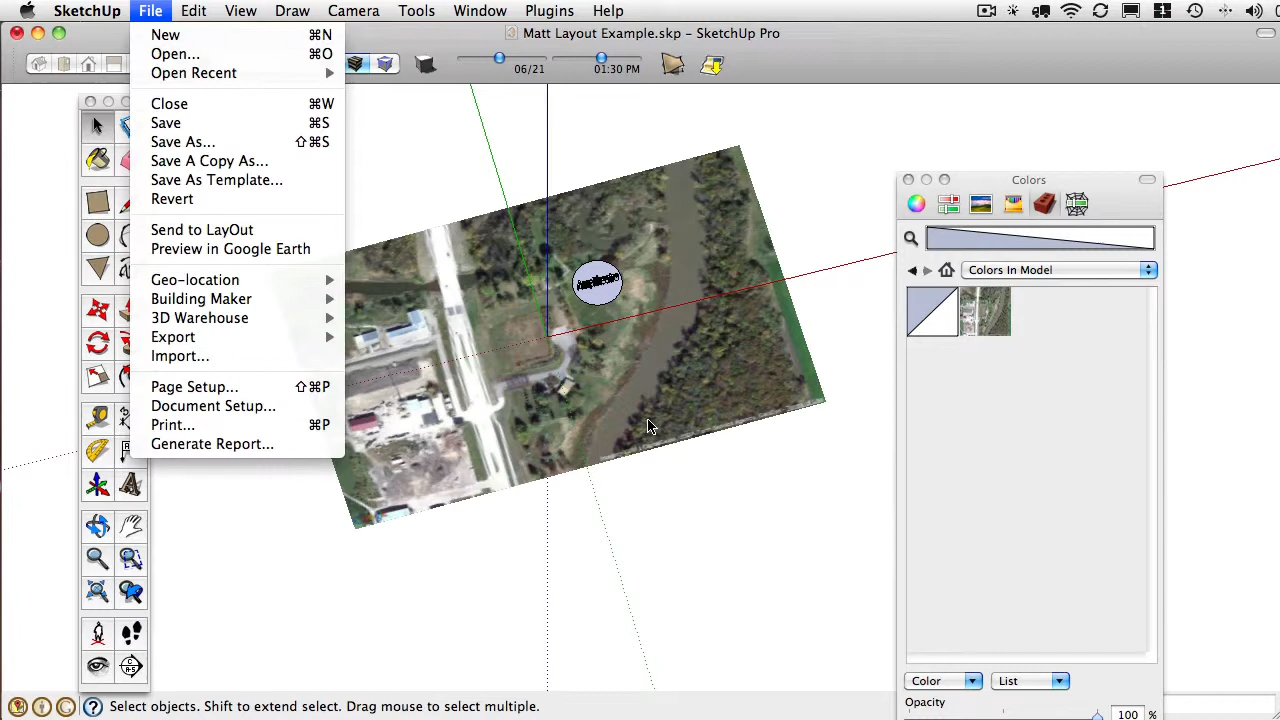 SketchUp File Edit View Draw Camera Tools Window Plugins Help 1
Matt Layout Example.skp – SketchUp Pro
06/21 01:30 PM
New ⌘N
Open... ⌘O
Open Recent
Close ⌘W
Save ⌘S
Save As... ⇧⌘S
Save A Copy As...
Save As Template...
Revert
Send to LayOut
Preview in Google Earth
Geo-location
Building Maker
3D Warehouse
Export
Import...
Page Setup... ⇧⌘P
Document Setup...
Print... ⌘P
Generate Report...
Colors
Colors In Model
Color List
Opacity
100 %
Select objects. Shift to extend select. Drag mouse to select multiple.